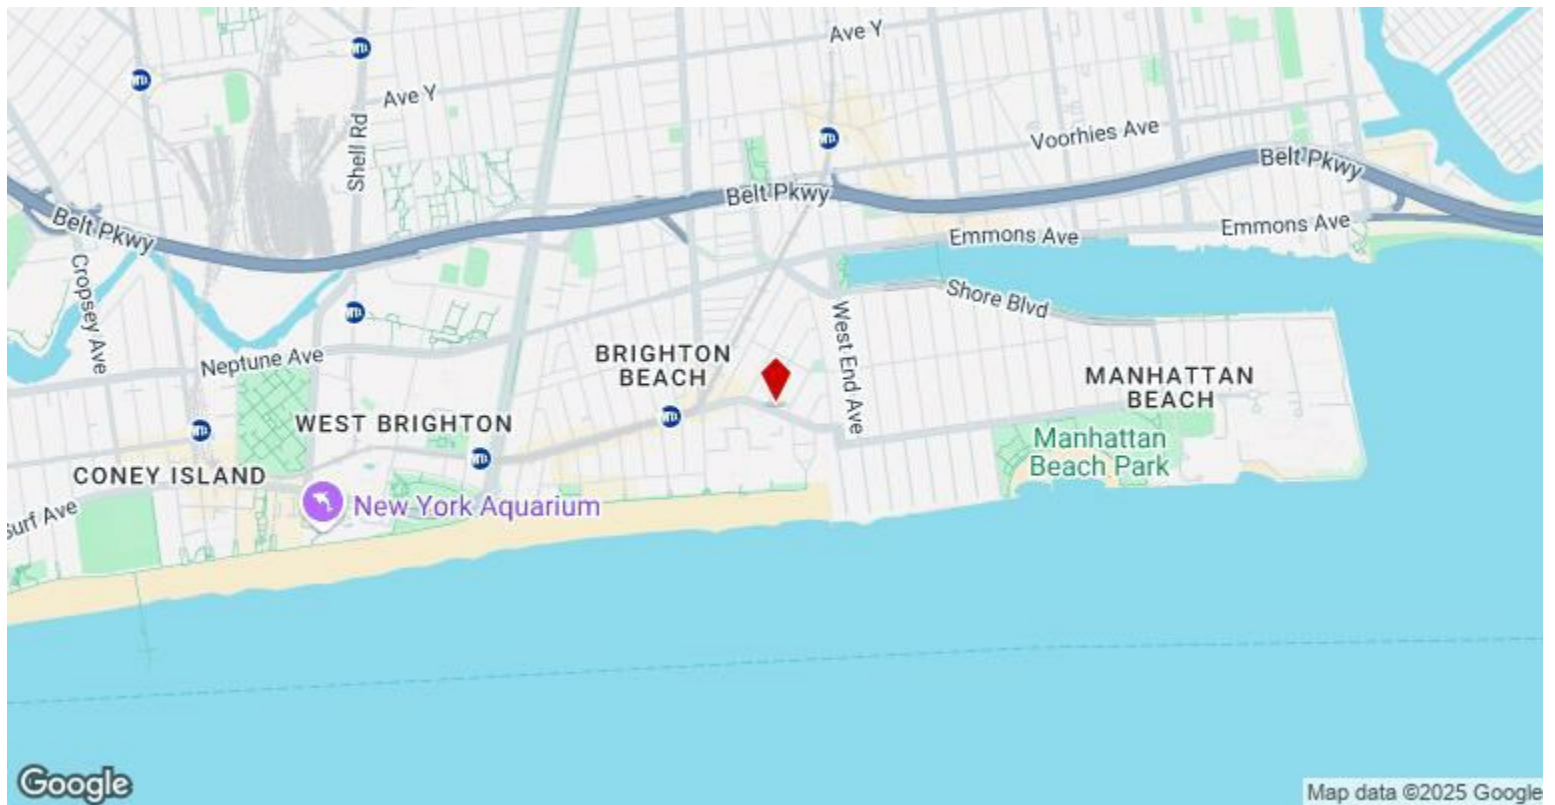 Ave Y
Ave Y
Shell Rd
Voorhies Ave
Belt Pkwy
Belt Pkwy
Belt Pkwy
Emmons Ave
Emmons Ave
Cropsey Ave
Shore Blvd
West End Ave
Neptune Ave
BRIGHTON
BEACH
MANHATTAN
BEACH
WEST BRIGHTON
Manhattan
Beach Park
CONEY ISLAND
New York Aquarium
Surf Ave
Google
Map data ©2025 Google